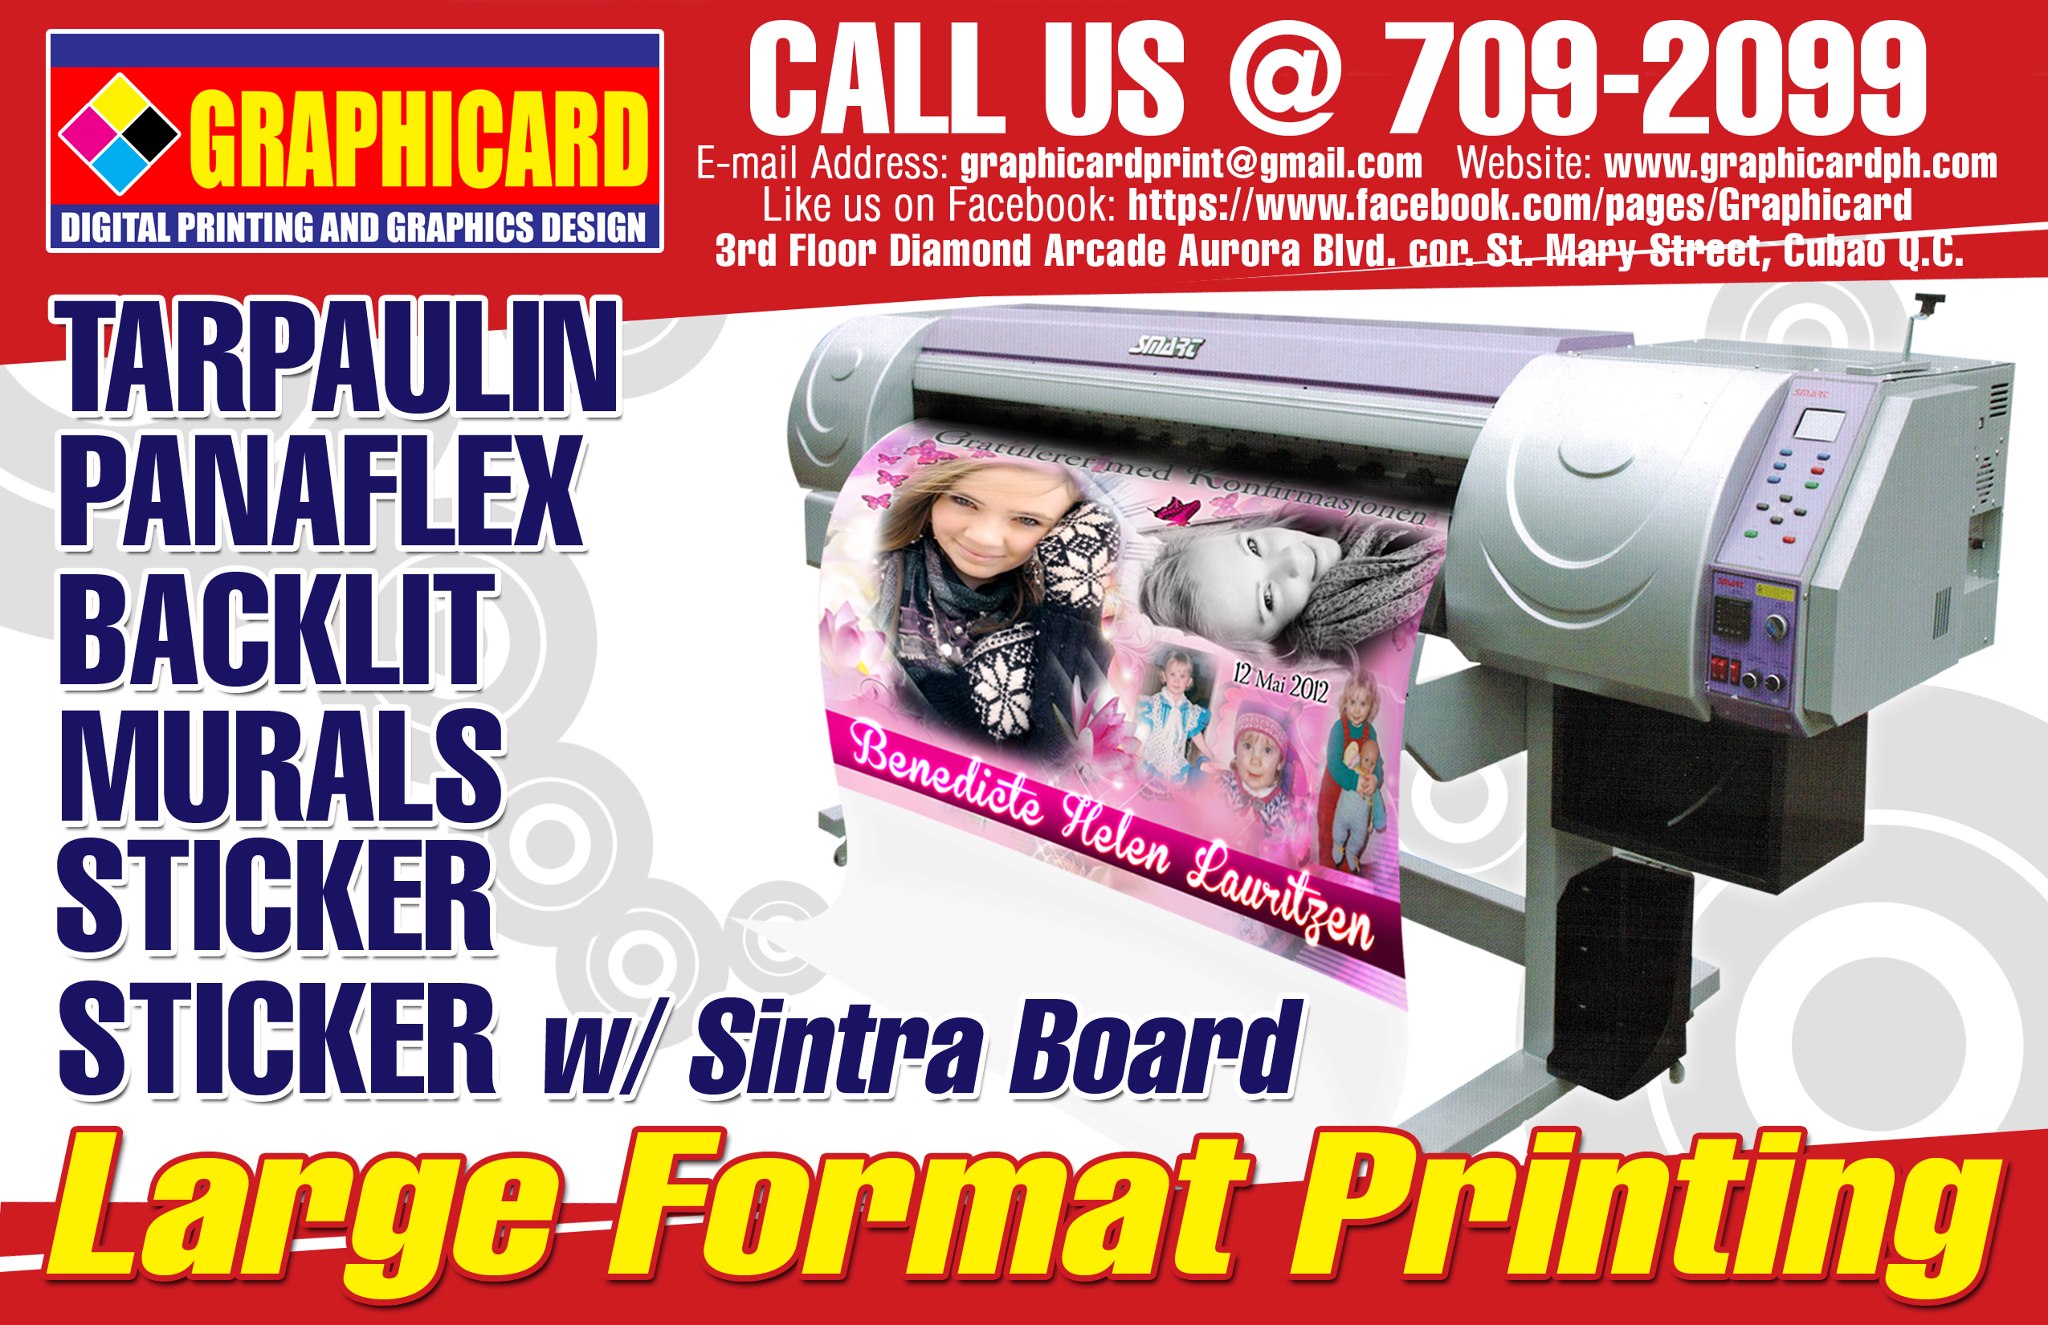 GRAPHICARD
DIGITAL PRINTING AND GRAPHICS DESIGN
CALL US @ 709-2099
E-mail Address: graphicardprint@gmail.com Website: www.graphicardph.com
Like us on Facebook: https://www.facebook.com/pages/Graphicard
3rd Floor Diamond Arcade Aurora Blvd. cor. St. Mary Street, Cubao Q.C.
TARPAULIN
PANAFLEX
BACKLIT
MURALS
STICKER
STICKER w/ Sintra Board
SMART
SMART
SMART
Gratulerer med Konfirmasjonen
12 Mai 2012
Benedicte Helen Lauritzen
Large Format Printing